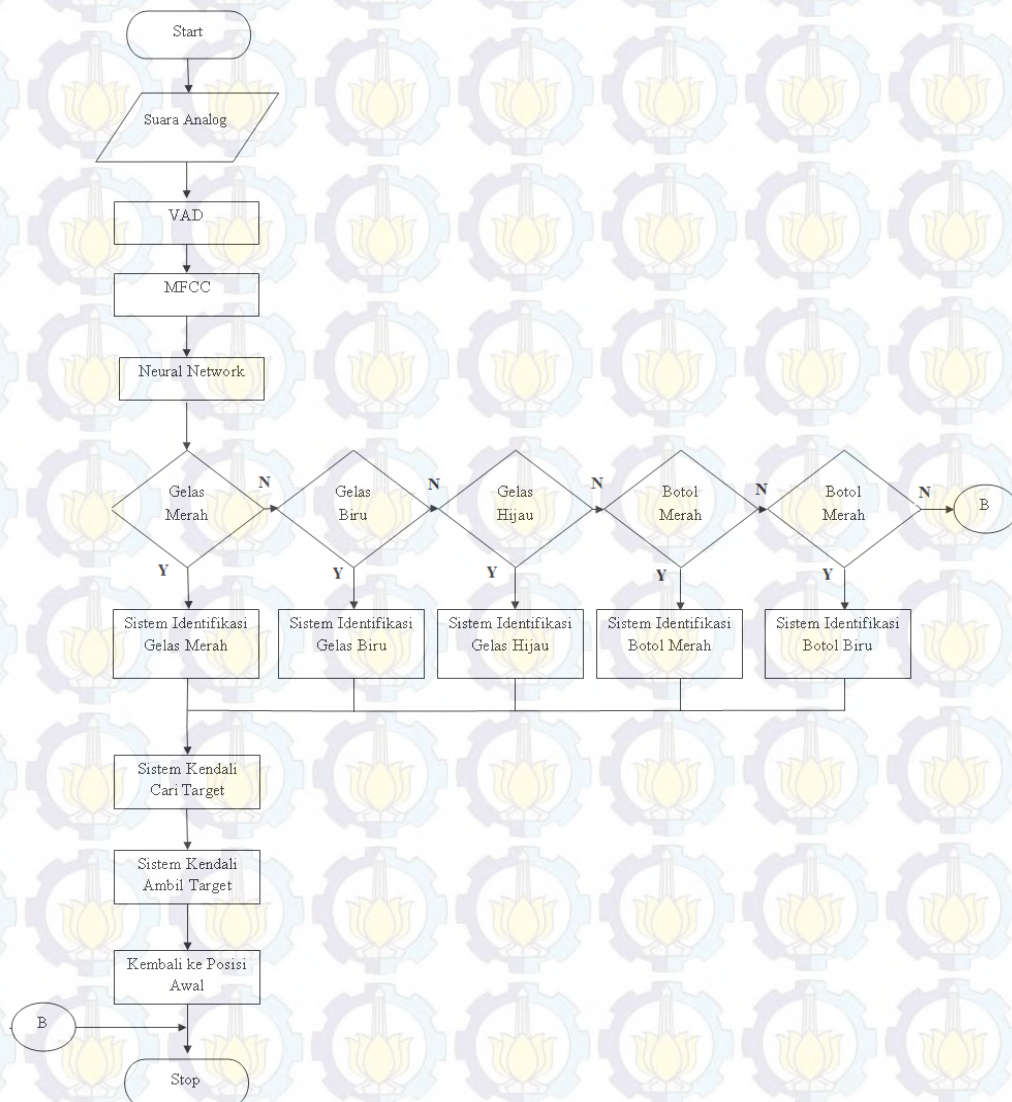 Start
Suara Analog
VAD
MFCC
Neural Network
Gelas
Merah
N
Gelas
Biru
N
Gelas
Hijau
N
Botol
Merah
N
Botol
Merah
N
B
Y
Y
Y
Y
Y
Sistem Identifikasi
Gelas Merah
Sistem Identifikasi
Gelas Biru
Sistem Identifikasi
Gelas Hijau
Sistem Identifikasi
Botol Merah
Sistem Identifikasi
Botol Biru
Sistem Kendali
Cari Target
Sistem Kendali
Ambil Target
Kembali ke Posisi
Awal
B
Stop